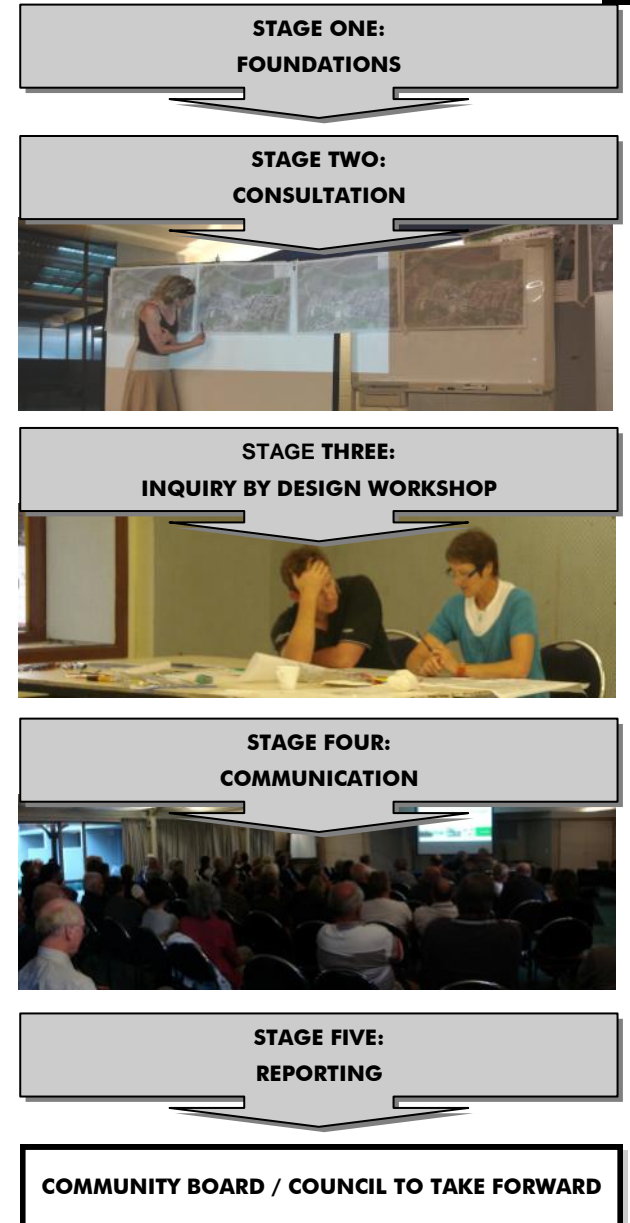 STAGE ONE:
FOUNDATIONS
STAGE TWO:
CONSULTATION
STAGE THREE:
INQUIRY BY DESIGN WORKSHOP
STAGE FOUR:
COMMUNICATION
STAGE FIVE:
REPORTING
COMMUNITY BOARD / COUNCIL TO TAKE FORWARD